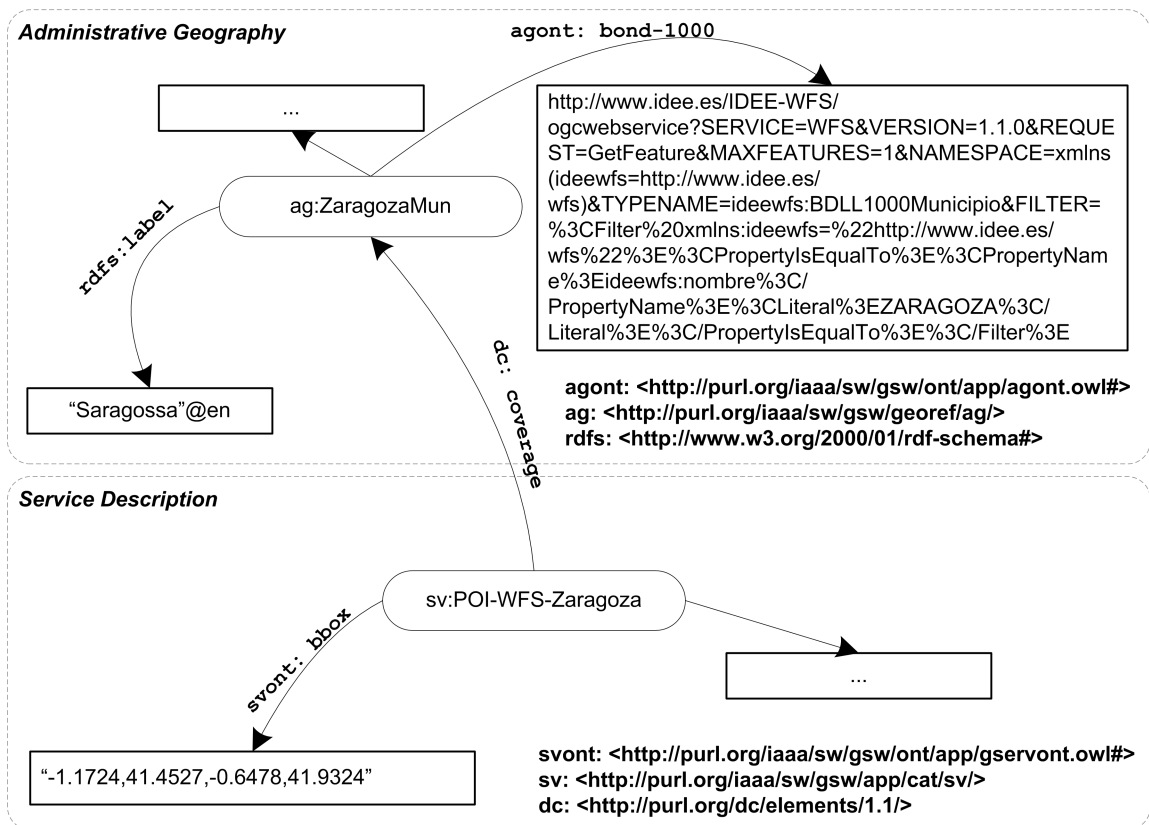 Administrative Geography
agont: bond-1000
...
http://www.idee.es/IDEE-WFS/
ogcwebservice?SERVICE=WFS&VERSION=1.1.0&REQUE
ST=GetFeature&MAXFEATURES=1&NAMESPACE=xmlns
(ideewfs=http://www.idee.es/
wfs)&TYPENAME=ideewfs:BDLL1000Municipio&FILTER=
%3CFilter%20xmlns:ideewfs=%22http://www.idee.es/
wfs%22%3E%3CPropertyIsEqualTo%3E%3CPropertyNam
e%3Eideewfs:nombre%3C/
PropertyName%3E%3CLiteral%3EZARAGOZA%3C/
Literal%3E%3C/PropertyIsEqualTo%3E%3C/Filter%3E
ag:ZaragozaMun
rdfs:label
dc: coverage
“Saragossa”@en
agont: <http://purl.org/iaaa/sw/gsw/ont/app/agont.owl#>
ag: <http://purl.org/iaaa/sw/gsw/georef/ag/>
rdfs: <http://www.w3.org/2000/01/rdf-schema#>
Service Description
sv:POI-WFS-Zaragoza
svont: bbox
...
“-1.1724,41.4527,-0.6478,41.9324”
svont: <http://purl.org/iaaa/sw/gsw/ont/app/gservont.owl#>
sv: <http://purl.org/iaaa/sw/gsw/app/cat/sv/>
dc: <http://purl.org/dc/elements/1.1/>